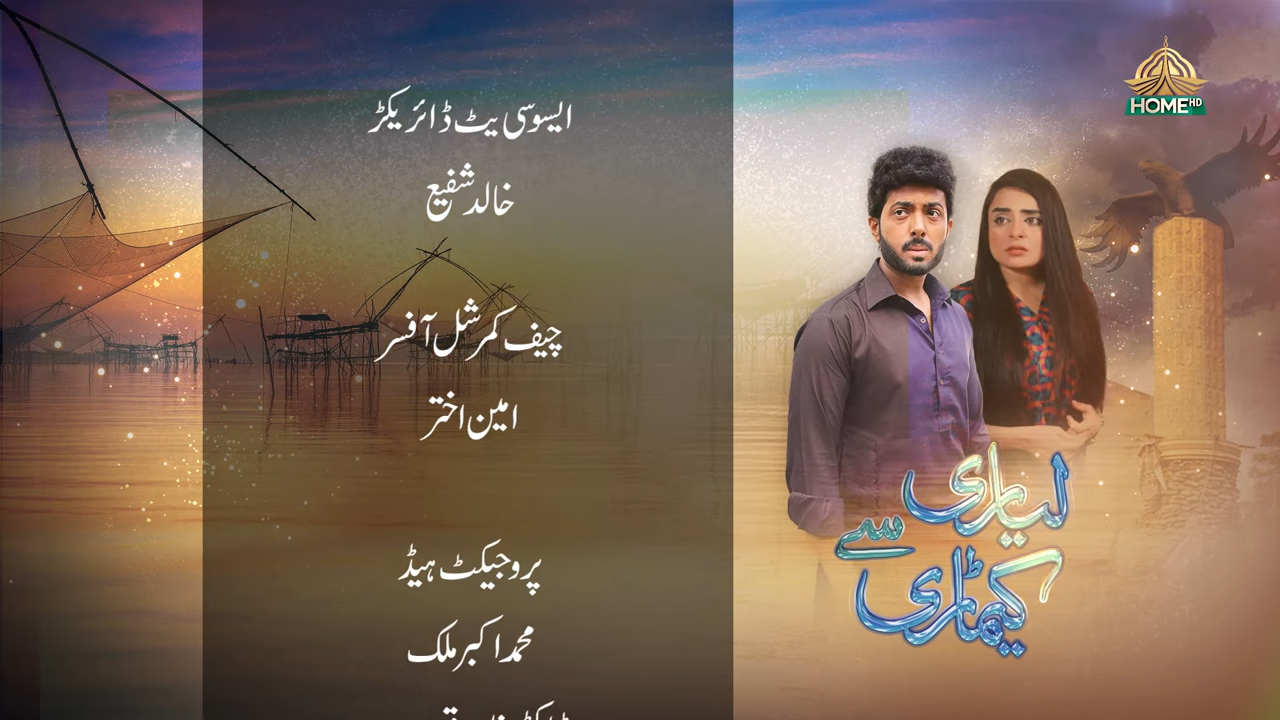 ایسوسی یٹ ڈائریکٹر
خالد شفیع
چیف کمرشل آفسر
امین اختر
پروجیکٹ ہیڈ
محمد اکبر ملک
HOME HD
لیاری
سے
کیماڑی